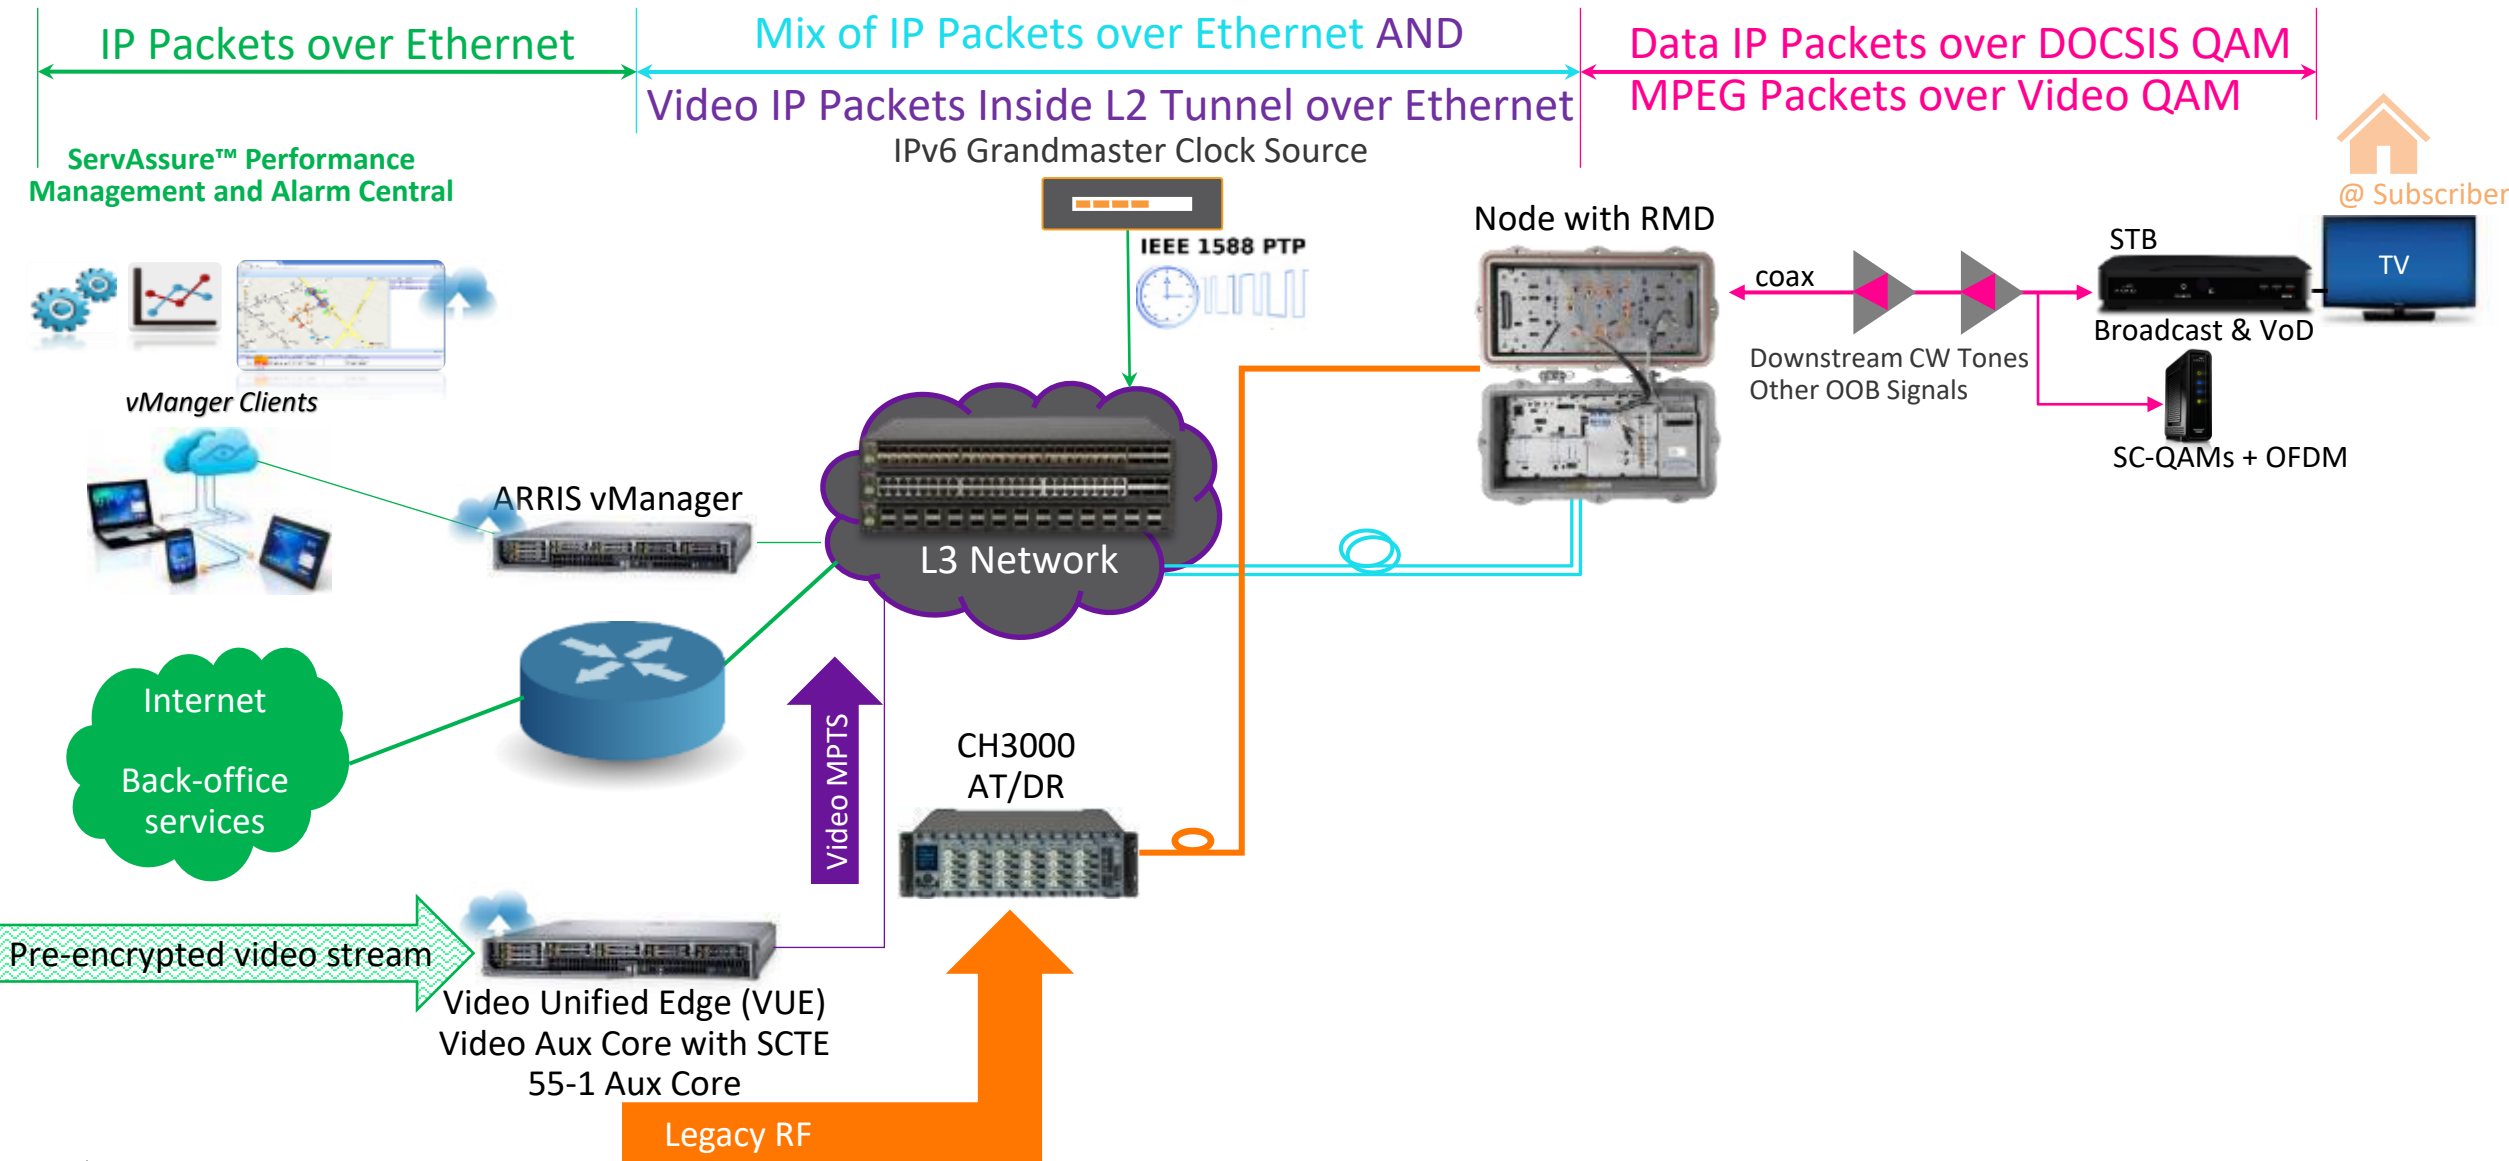 IP Packets over Ethernet
Mix of IP Packets over Ethernet AND
Video IP Packets Inside L2 Tunnel over Ethernet
Data IP Packets over DOCSIS QAM
MPEG Packets over Video QAM
ServAssure™ Performance
Management and Alarm Central
IPv6 Grandmaster Clock Source
@ Subscriber
IEEE 1588 PTP
Node with RMD
coax
STB
TV
Broadcast & VoD
Downstream CW Tones
Other OOB Signals
SC-QAMs + OFDM
vManger Clients
ARRIS vManager
L3 Network
Internet
Back-office
services
Video MPTS
CH3000
AT/DR
Pre-encrypted video stream
Video Unified Edge (VUE)
Video Aux Core with SCTE
55-1 Aux Core
Legacy RF